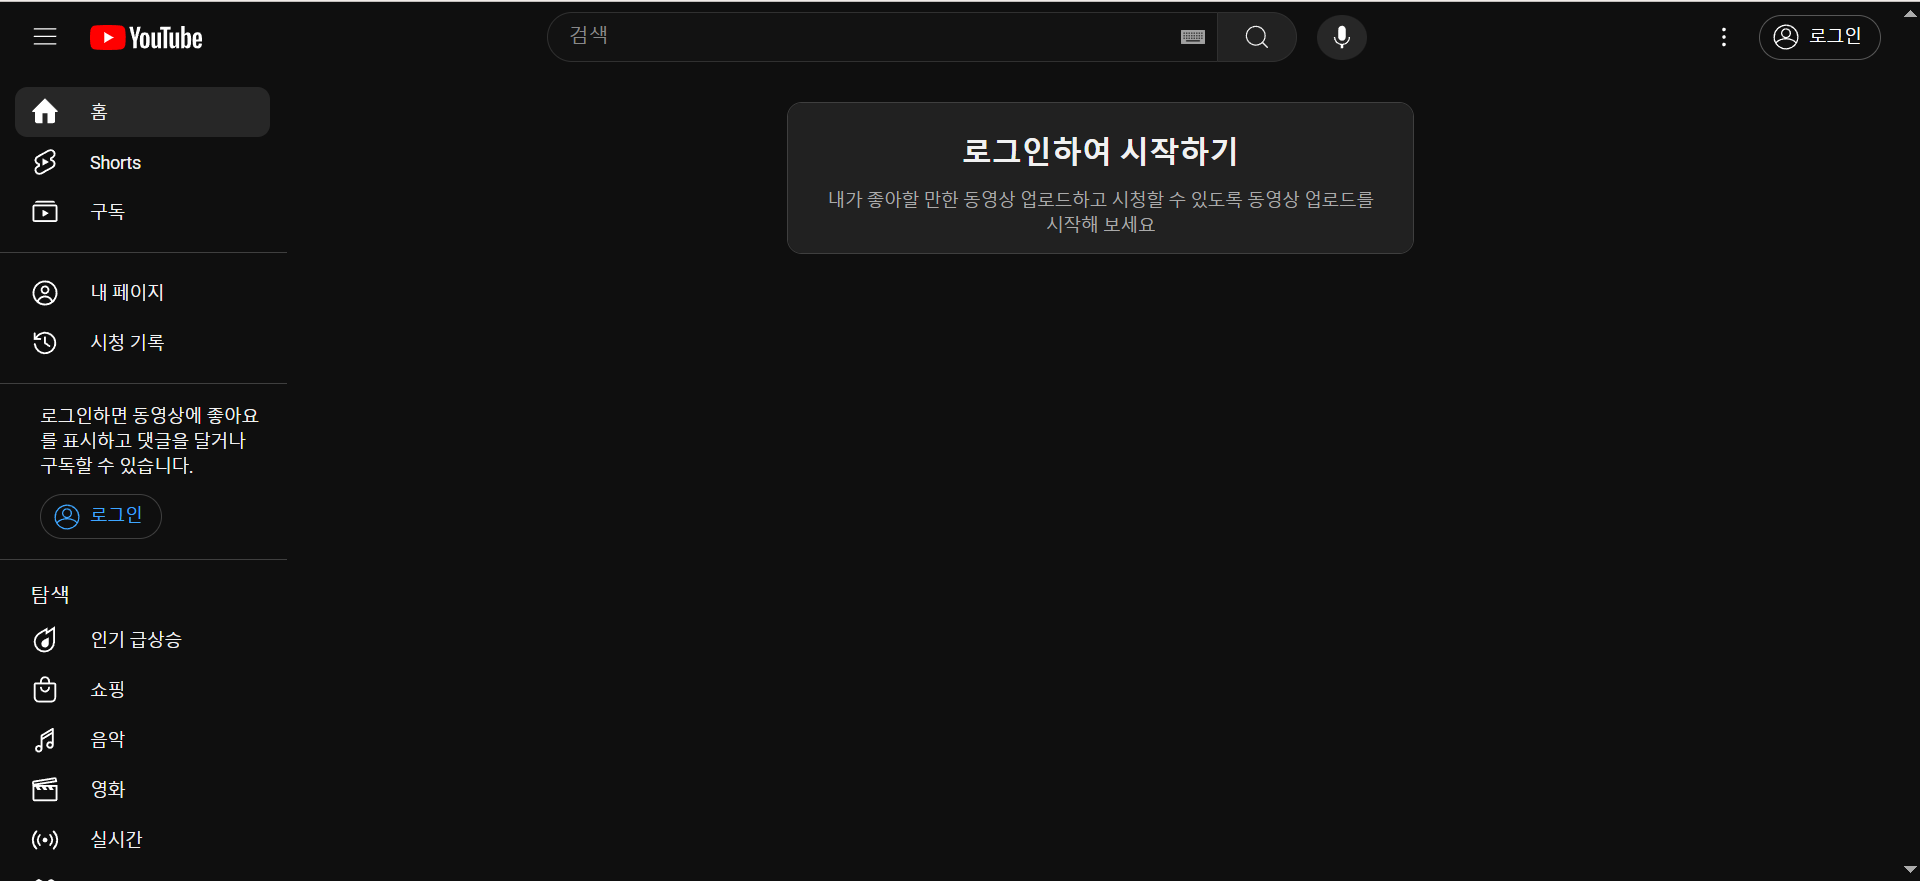 YouTube
검색
로그인
홈
Shorts
구독
내 페이지
시청 기록
로그인하면 동영상에 좋아요
를 표시하고 댓글을 달거나
구독할 수 있습니다.
로그인
탐색
인기 급상승
쇼핑
음악
영화
실시간
로그인하여 시작하기
내가 좋아할 만한 동영상 업로드하고 시청할 수 있도록 동영상 업로드를
시작해 보세요